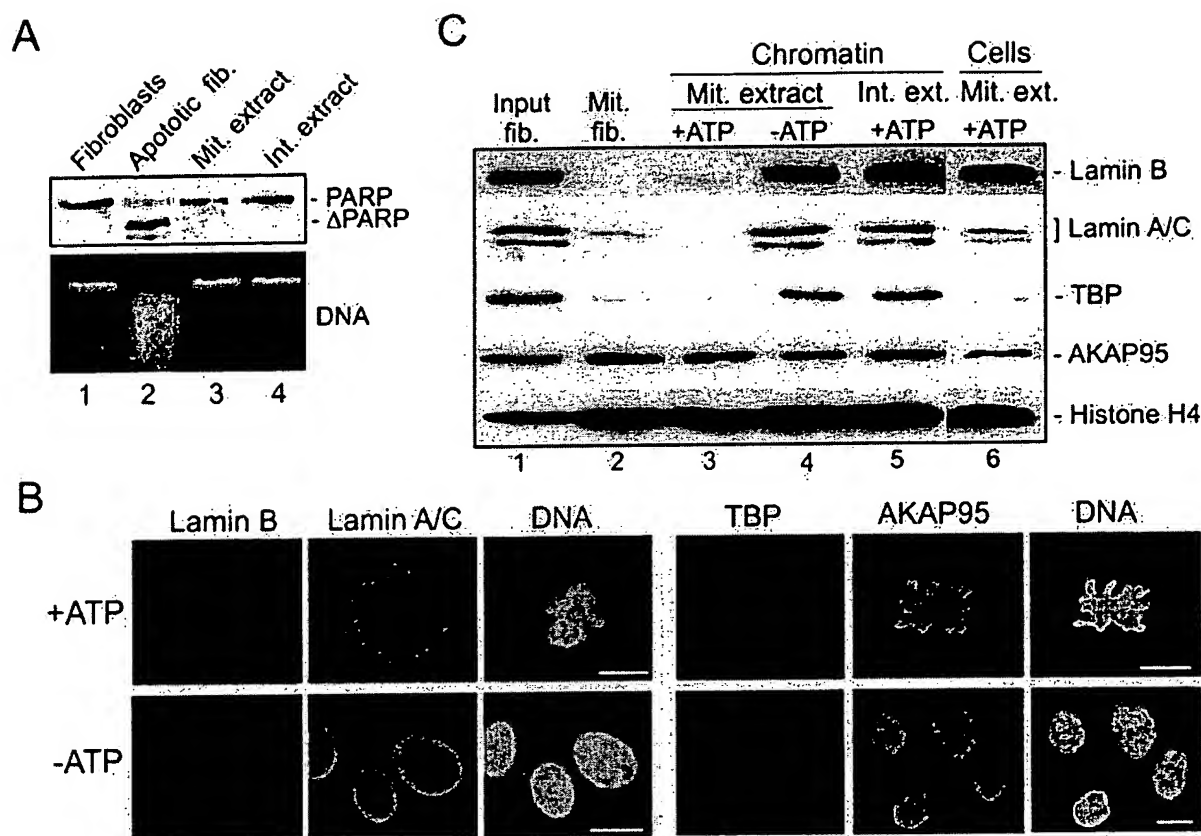 A
Fibroblasts
Apototic fib.
Mit. extract
Int. extract
- PARP
- ΔPARP
DNA
1 2 3 4
C
Chromatin Cells
Input fib. Mit. fib. Mit. extract Int. ext. Mit. ext.
+ATP -ATP +ATP +ATP
- Lamin B
] Lamin A/C
- TBP
- AKAP95
- Histone H4
1 2 3 4 5 6
B
Lamin B Lamin A/C DNA TBP AKAP95 DNA
+ATP
-ATP